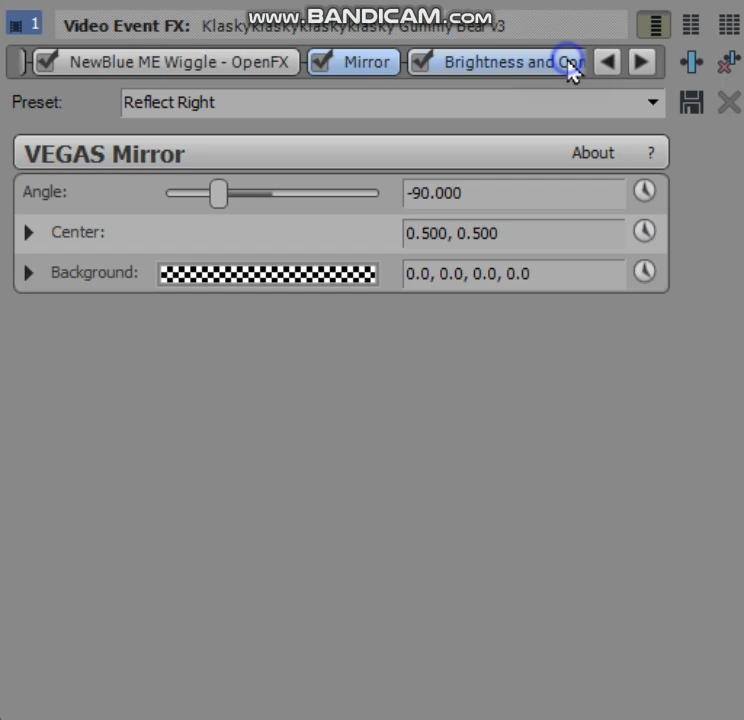 www.BANDICAM.com
1 Video Event FX: Klaskyklaskyklaskyklasky Gummy Bear v3
NewBlue ME Wiggle - OpenFX Mirror Brightness and Con
Preset: Reflect Right
VEGAS Mirror About ?
Angle: -90.000
Center: 0.500, 0.500
Background: 0.0, 0.0, 0.0, 0.0